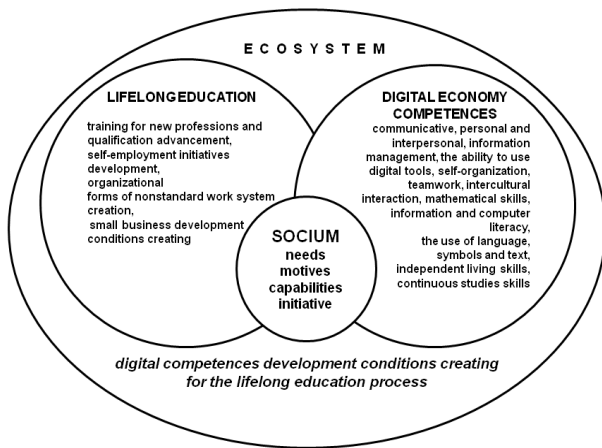 E C O S Y S T E M
LIFELONG EDUCATION
training for new professions and
qualification advancement,
self-employment initiatives
development,
organizational
forms of nonstandard work system
creation,
small business development
conditions creating
DIGITAL ECONOMY
COMPETENCES
communicative, personal and
interpersonal, information
management, the ability to use
digital tools, self-organization,
teamwork, intercultural
interaction, mathematical skills,
information and computer
literacy,
the use of language,
symbols and text,
independent living skills,
continuous studies skills
SOCIUM
needs
motives
capabilities
initiative
digital competences development conditions creating
for the lifelong education process